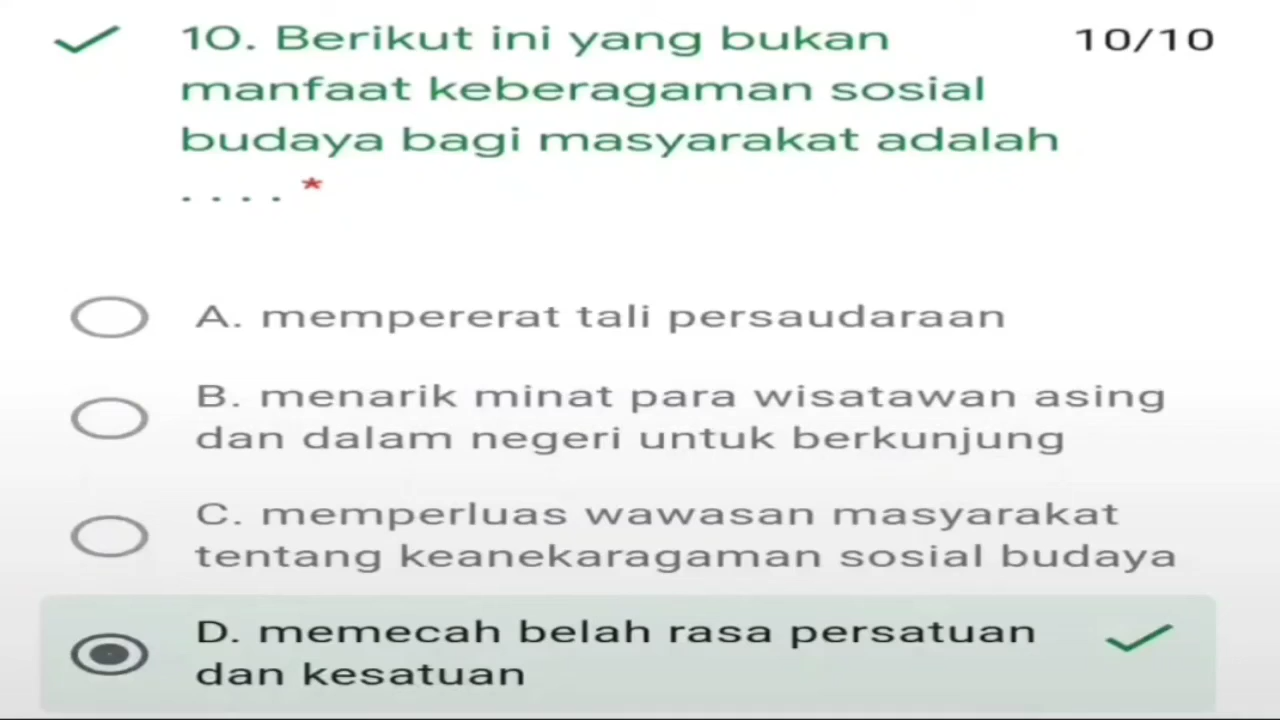 10. Berikut ini yang bukan 10/10
manfaat keberagaman sosial
budaya bagi masyarakat adalah
. . . . *
A. mempererat tali persaudaraan
B. menarik minat para wisatawan asing
dan dalam negeri untuk berkunjung
C. memperluas wawasan masyarakat
tentang keanekaragaman sosial budaya
D. memecah belah rasa persatuan
dan kesatuan